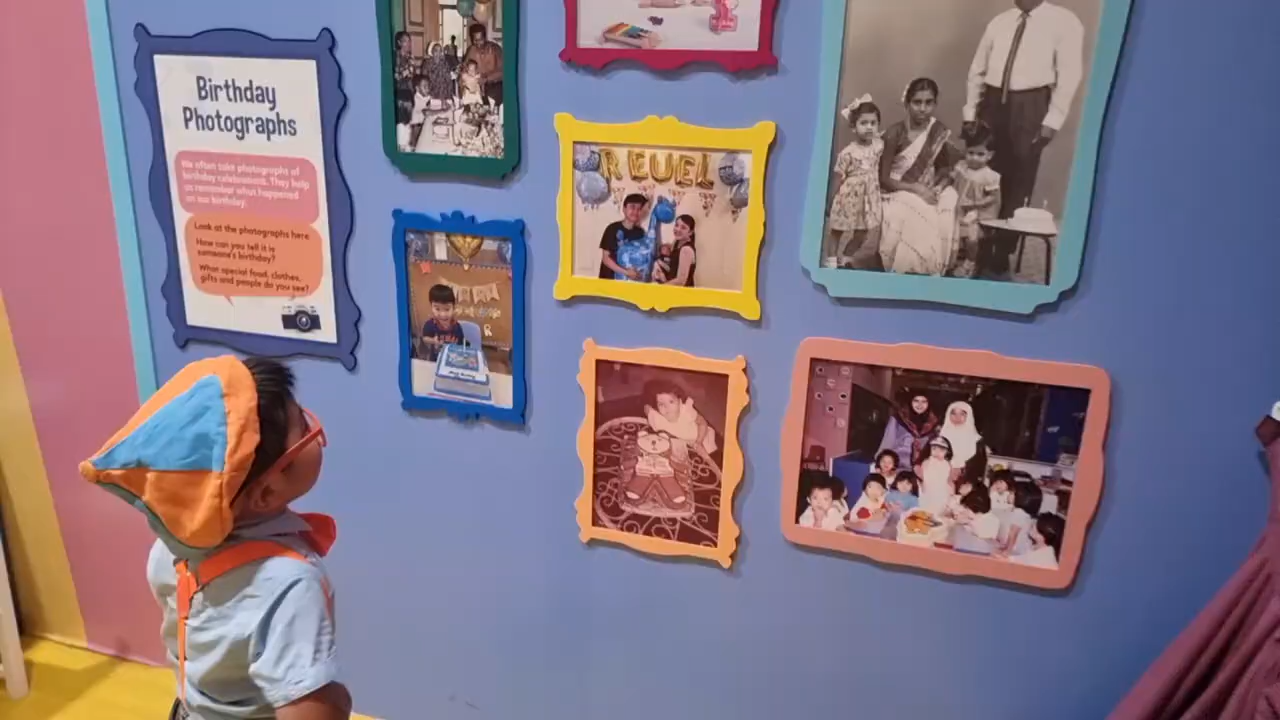 Birthday
Photographs
We often take photographs of
birthday celebrations. They help
us remember what happened
on our birthday.
Look at the photographs here
How can you tell it is
someone's birthday?
What special food, clothes,
gifts and people do you see?
REUEL